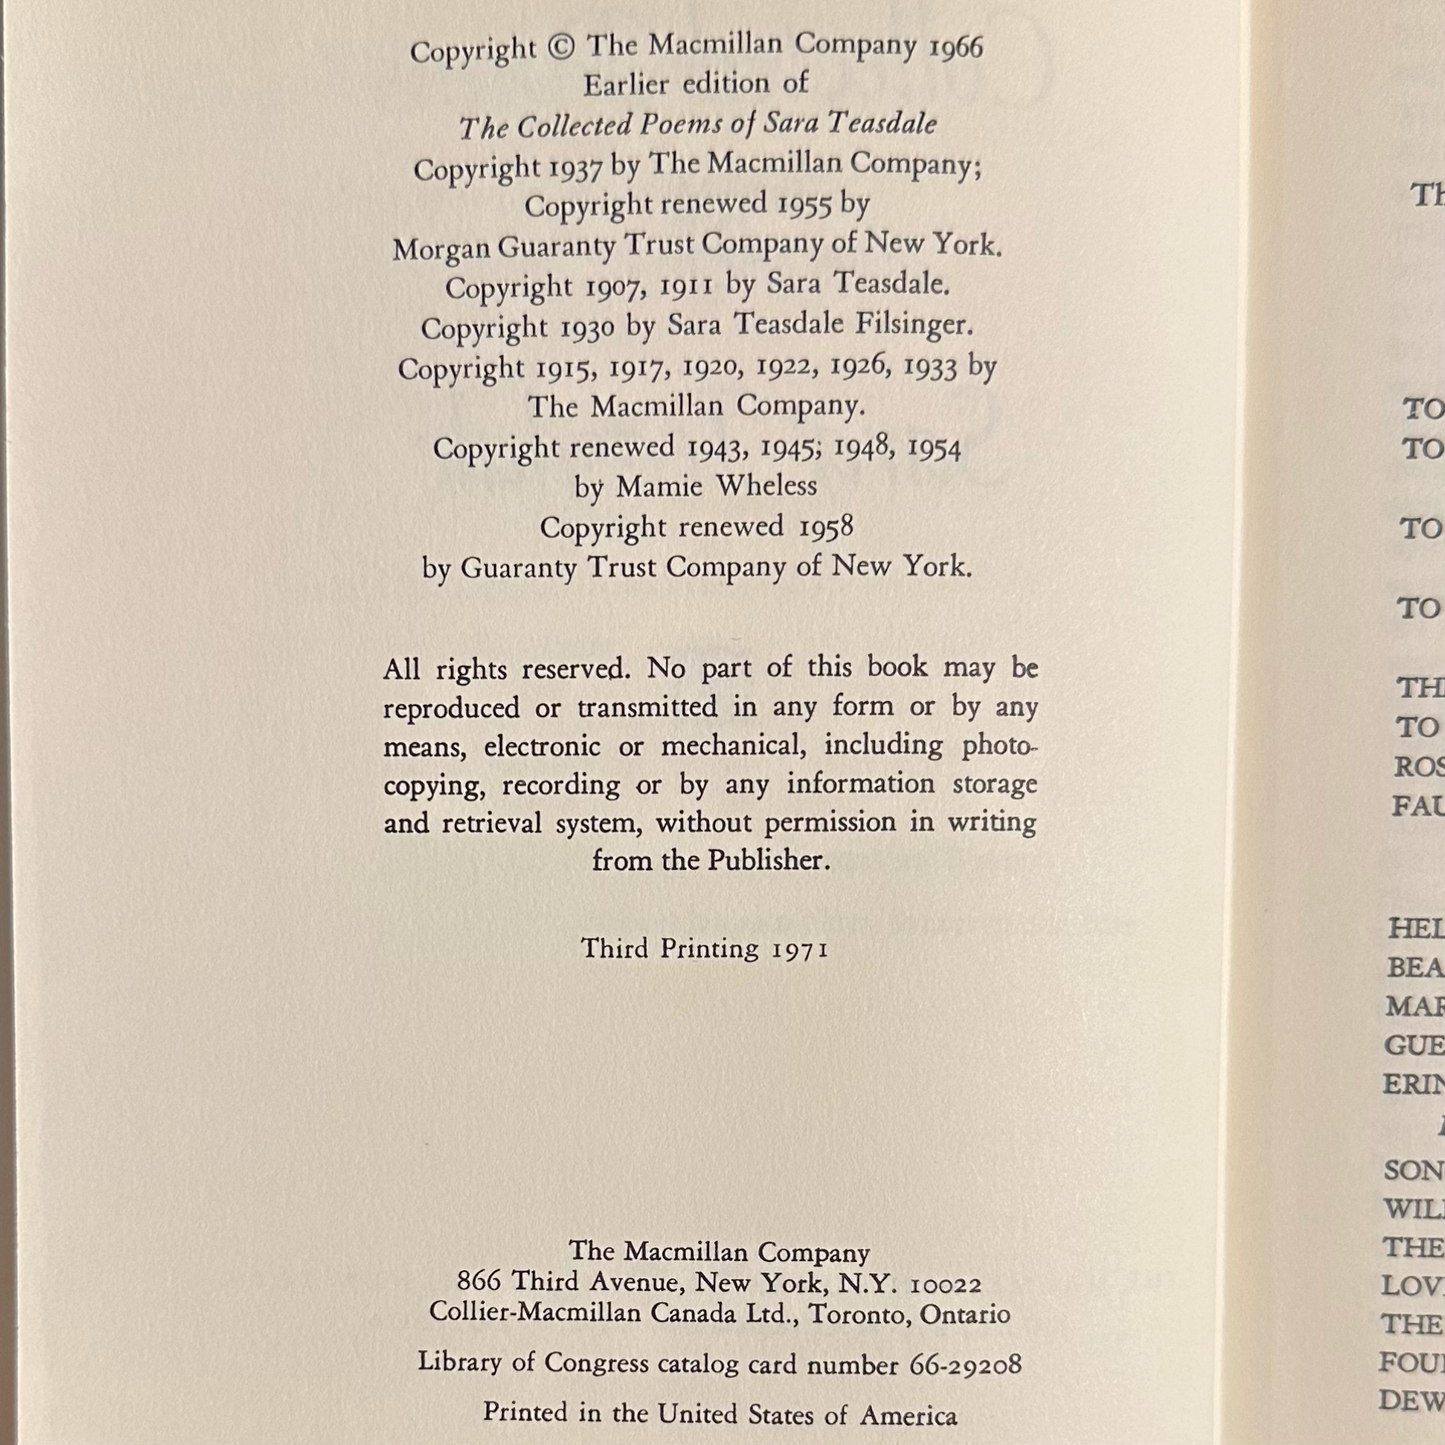 Copyright © The Macmillan Company 1966
Earlier edition of
The Collected Poems of Sara Teasdale
Copyright 1937 by The Macmillan Company;
Copyright renewed 1955 by
Morgan Guaranty Trust Company of New York.
Copyright 1907, 1911 by Sara Teasdale.
Copyright 1930 by Sara Teasdale Filsinger.
Copyright 1915, 1917, 1920, 1922, 1926, 1933 by
The Macmillan Company.
Copyright renewed 1943, 1945; 1948, 1954
by Mamie Wheless
Copyright renewed 1958
by Guaranty Trust Company of New York.
All rights reserved. No part of this book may be
reproduced or transmitted in any form or by any
means, electronic or mechanical, including photo-
copying, recording or by any information storage
and retrieval system, without permission in writing
from the Publisher.
Third Printing 1971
The Macmillan Company
866 Third Avenue, New York, N.Y. 10022
Collier-Macmillan Canada Ltd., Toronto, Ontario
Library of Congress catalog card number 66-29208
Printed in the United States of America
TO
TO
TO
TO
TO
THE
THE